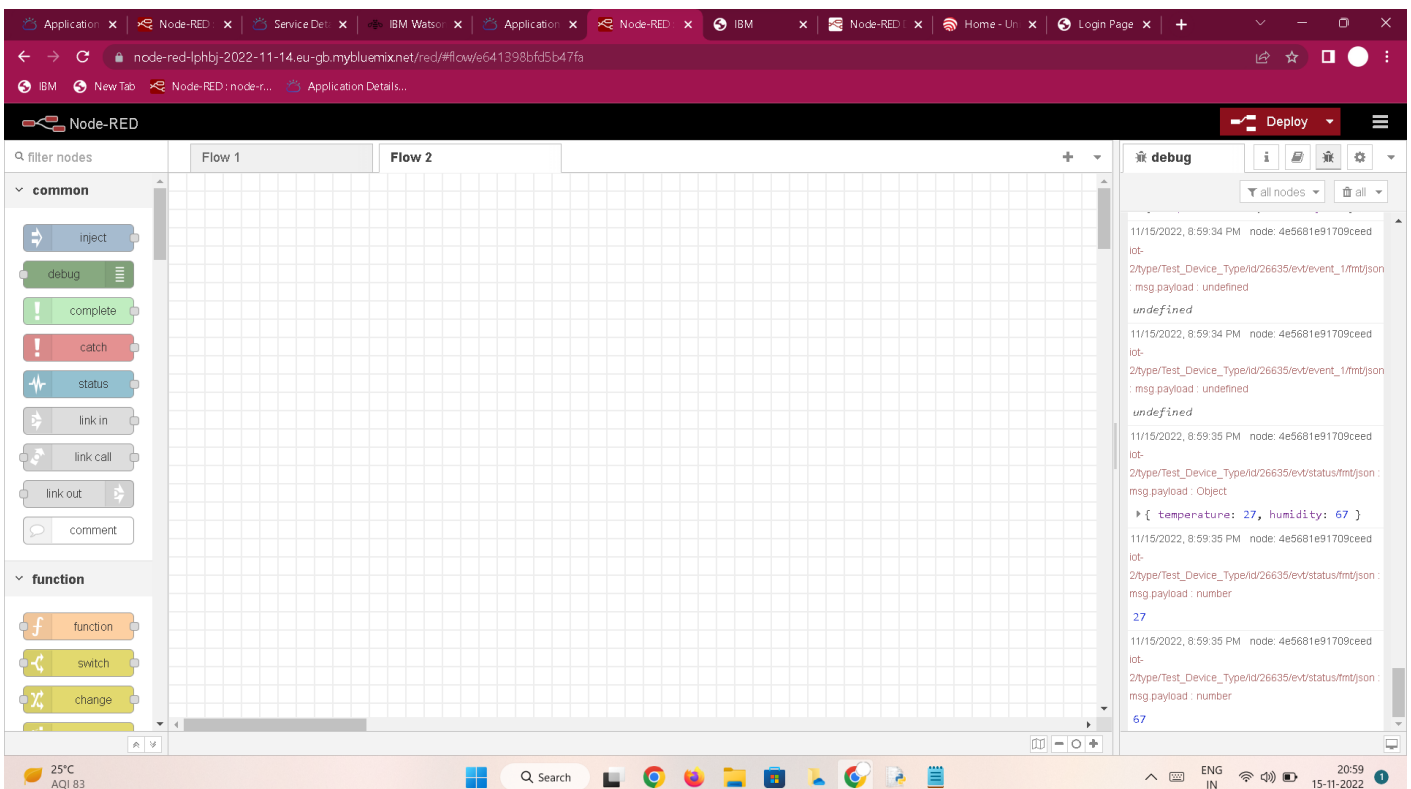 Application
Node-RED :
Service Det
IBM Watson
Application
Node-RED :
IBM
Node-RED D
Home - Un
Login Page
node-red-lphbj-2022-11-14.eu-gb.mybluemix.net/red/#flow/e641398bfd5b47fa
IBM
New Tab
Node-RED : node-r...
Application Details...
Node-RED
Deploy
filter nodes
Flow 1
Flow 2
debug
i
all nodes
all
common
inject
debug
complete
catch
status
link in
link call
link out
comment
function
function
switch
change
11/15/2022, 8:59:34 PM node: 4e5681e91709ceed
iot-
2/type/Test_Device_Type/id/26635/evt/event_1/fmt/json
: msg.payload : undefined
undefined
11/15/2022, 8:59:34 PM node: 4e5681e91709ceed
iot-
2/type/Test_Device_Type/id/26635/evt/event_1/fmt/json
: msg.payload : undefined
undefined
11/15/2022, 8:59:35 PM node: 4e5681e91709ceed
iot-
2/type/Test_Device_Type/id/26635/evt/status/fmt/json :
msg.payload : Object
{ temperature: 27, humidity: 67 }
11/15/2022, 8:59:35 PM node: 4e5681e91709ceed
iot-
2/type/Test_Device_Type/id/26635/evt/status/fmt/json :
msg.payload : number
27
11/15/2022, 8:59:35 PM node: 4e5681e91709ceed
iot-
2/type/Test_Device_Type/id/26635/evt/status/fmt/json :
msg.payload : number
67
25°C
AQI 83
Search
ENG
IN
20:59
15-11-2022
1